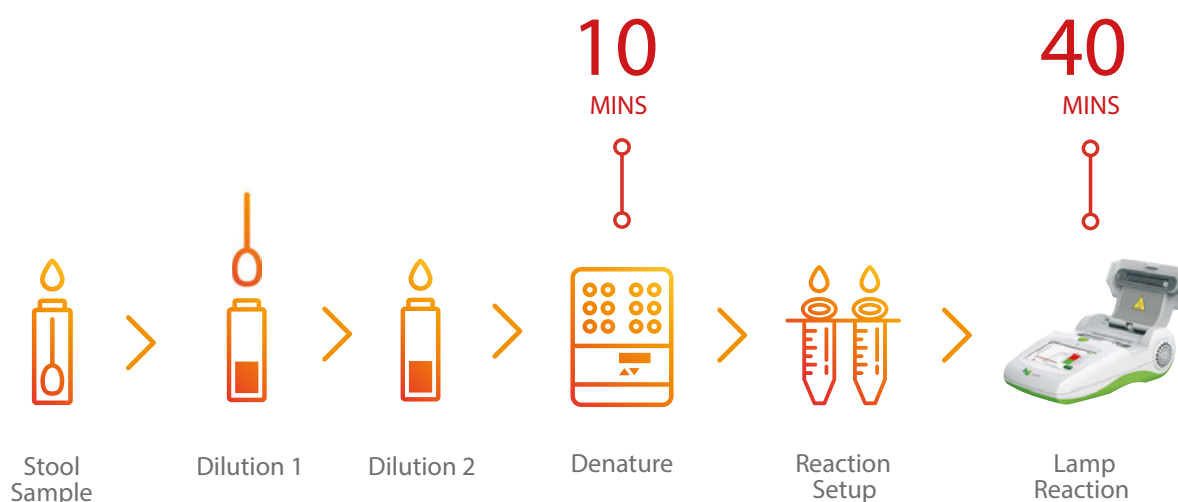 10
MINS
40
MINS
Stool
Sample
Dilution 1
Dilution 2
Denature
Reaction
Setup
Lamp
Reaction